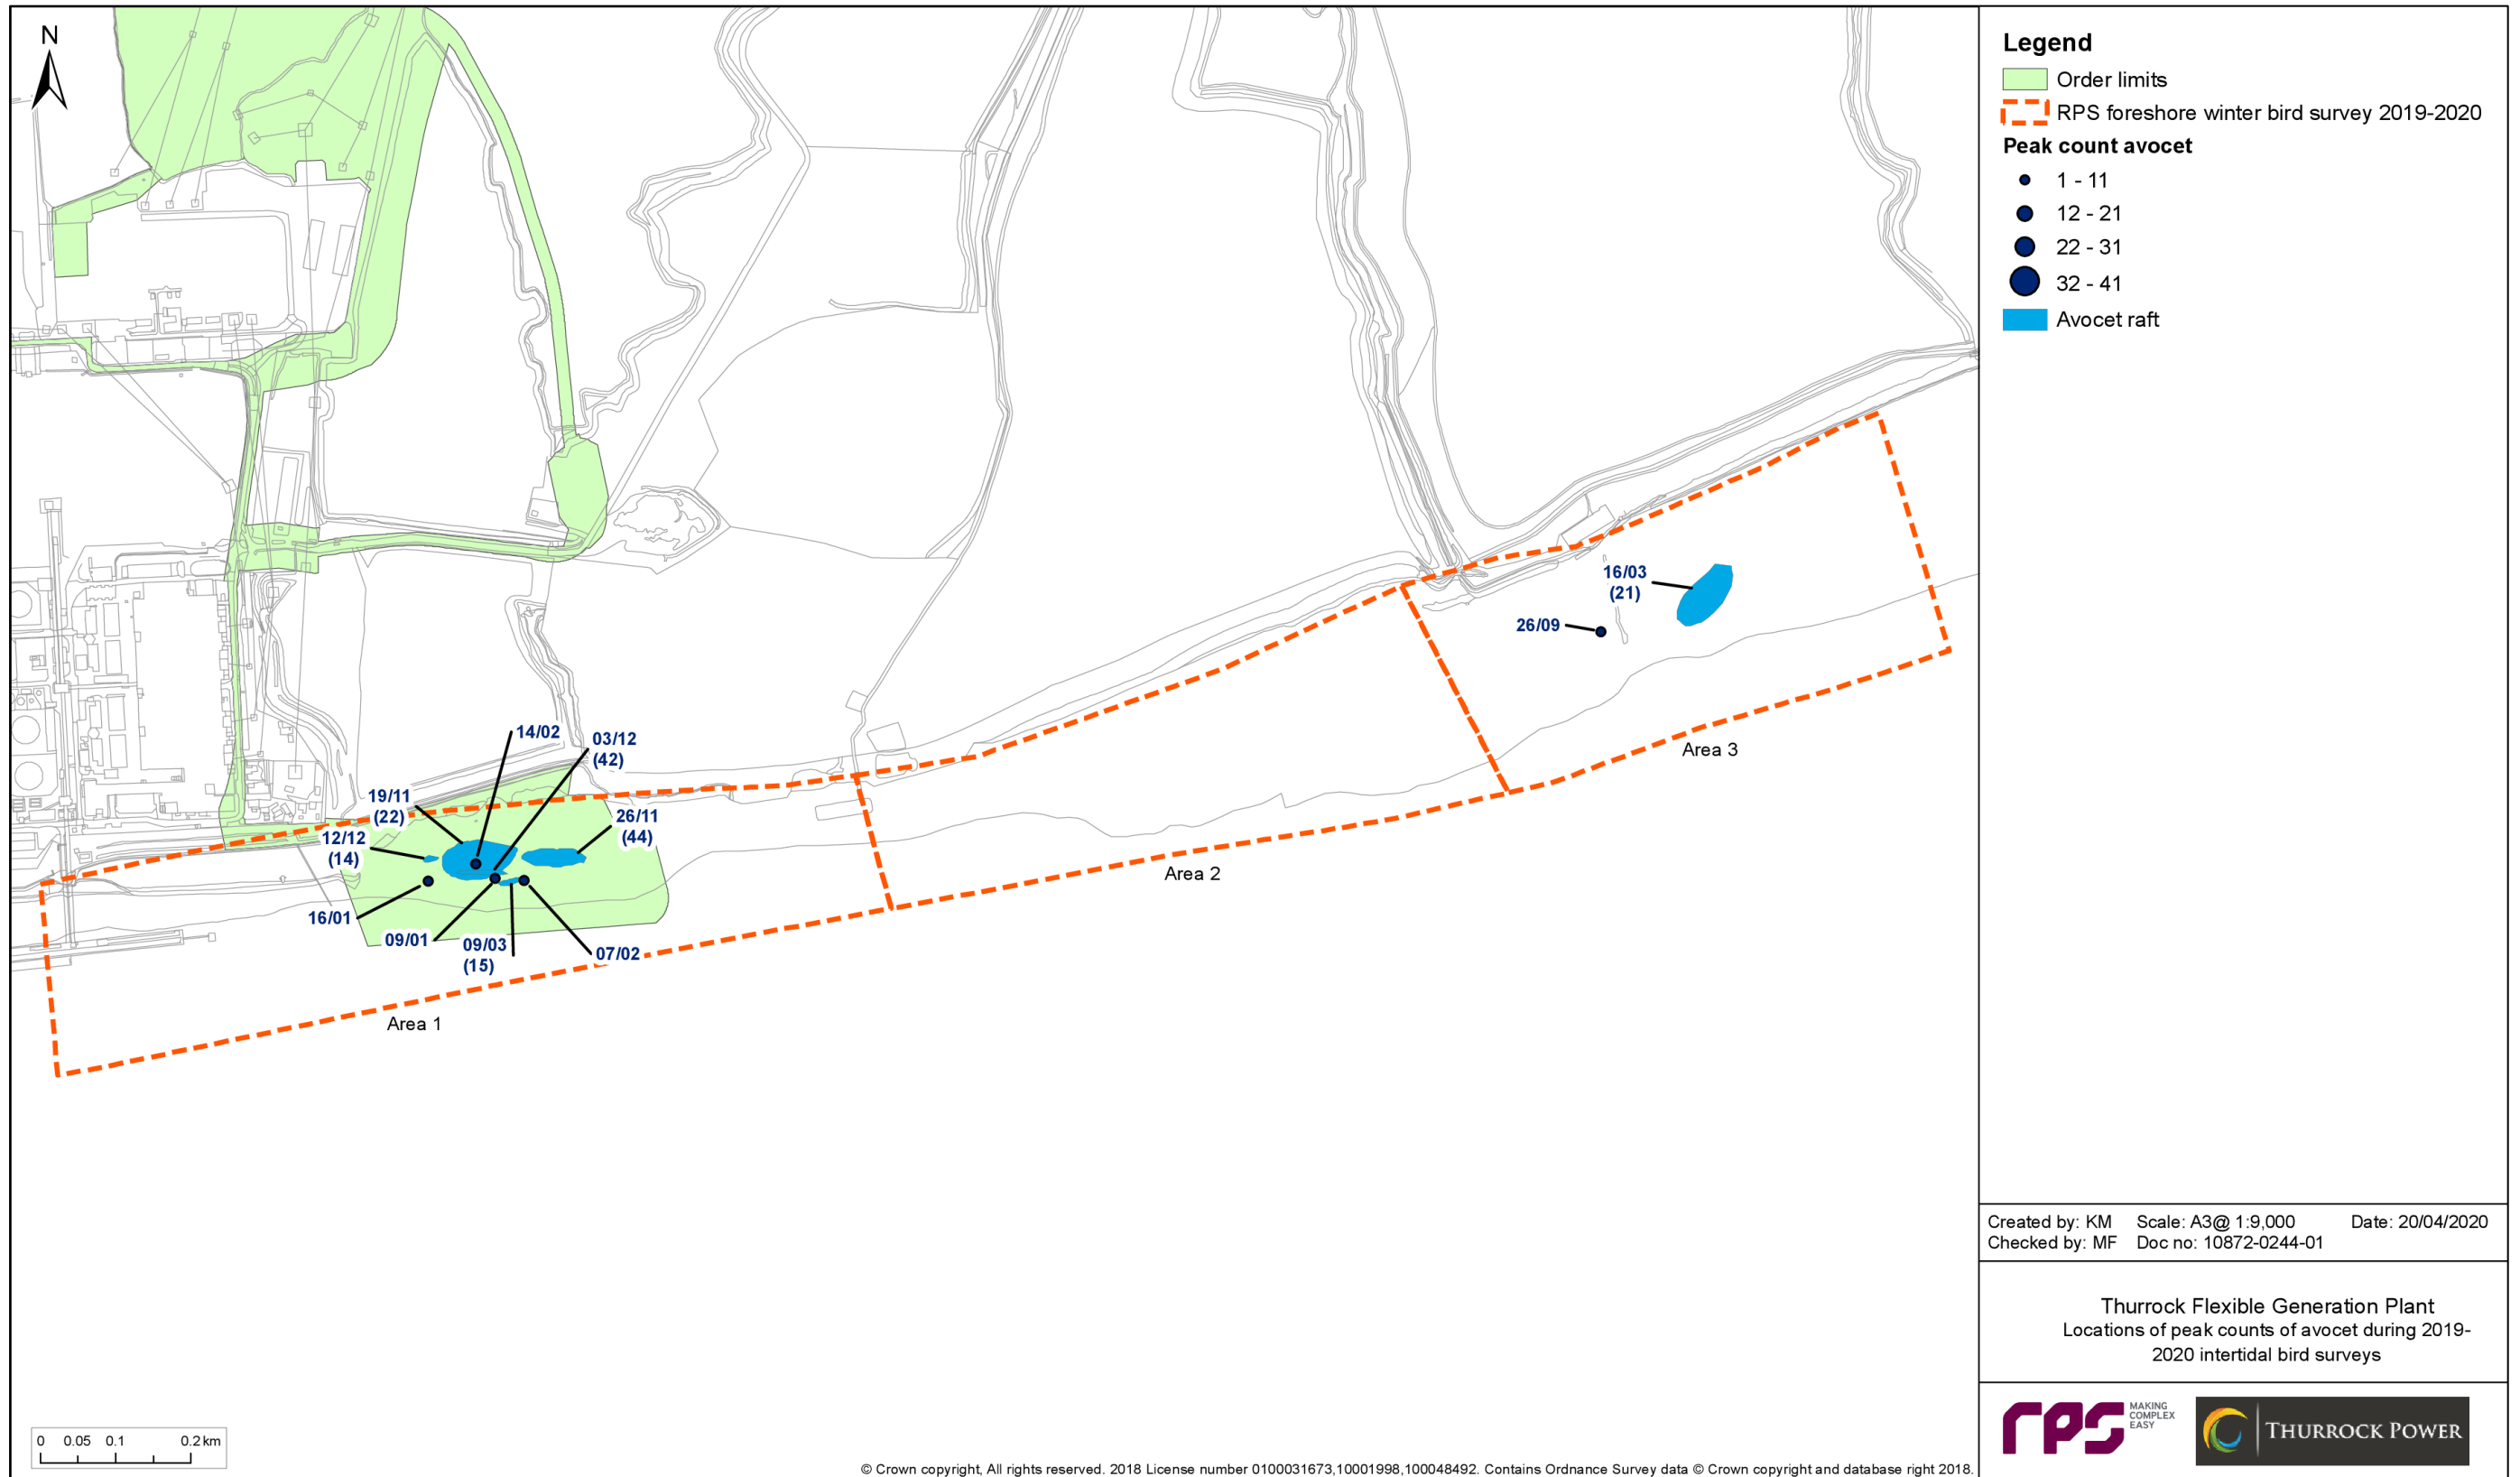 N
Legend
Order limits
RPS foreshore winter bird survey 2019-2020
Peak count avocet
1 - 11
12 - 21
22 - 31
32 - 41
Avocet raft
16/03
(21)
26/09
Area 3
14/02
03/12
(42)
19/11
(22)
26/11
(44)
12/12
(14)
Area 2
16/01
09/01
09/03
(15)
07/02
Area 1
Created by: KM Scale: A3@ 1:9,000 Date: 20/04/2020
Checked by: MF Doc no: 10872-0244-01
Thurrock Flexible Generation Plant
Locations of peak counts of avocet during 2019-
2020 intertidal bird surveys
rps MAKING
COMPLEX
EASY
THURROCK POWER
0 0.05 0.1 0.2 km
© Crown copyright, All rights reserved. 2018 License number 0100031673,10001998,100048492. Contains Ordnance Survey data © Crown copyright and database right 2018.